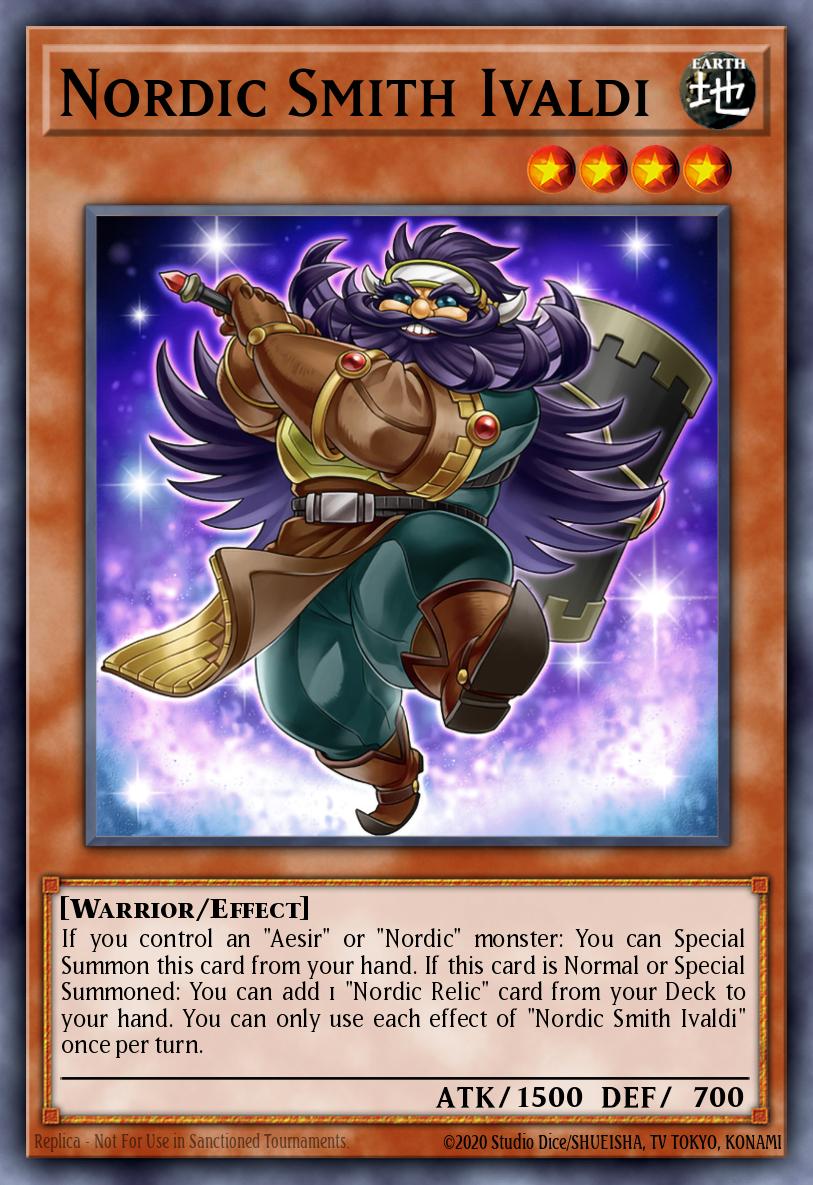 Nordic Smith Ivaldi
EARTH
地
[Warrior/Effect]
If you control an "Aesir" or "Nordic" monster: You can Special
Summon this card from your hand. If this card is Normal or Special
Summoned: You can add 1 "Nordic Relic" card from your Deck to
your hand. You can only use each effect of "Nordic Smith Ivaldi"
once per turn.
ATK/1500 DEF/ 700
Replica - Not For Use in Sanctioned Tournaments.
©2020 Studio Dice/SHUEISHA, TV TOKYO, KONAMI